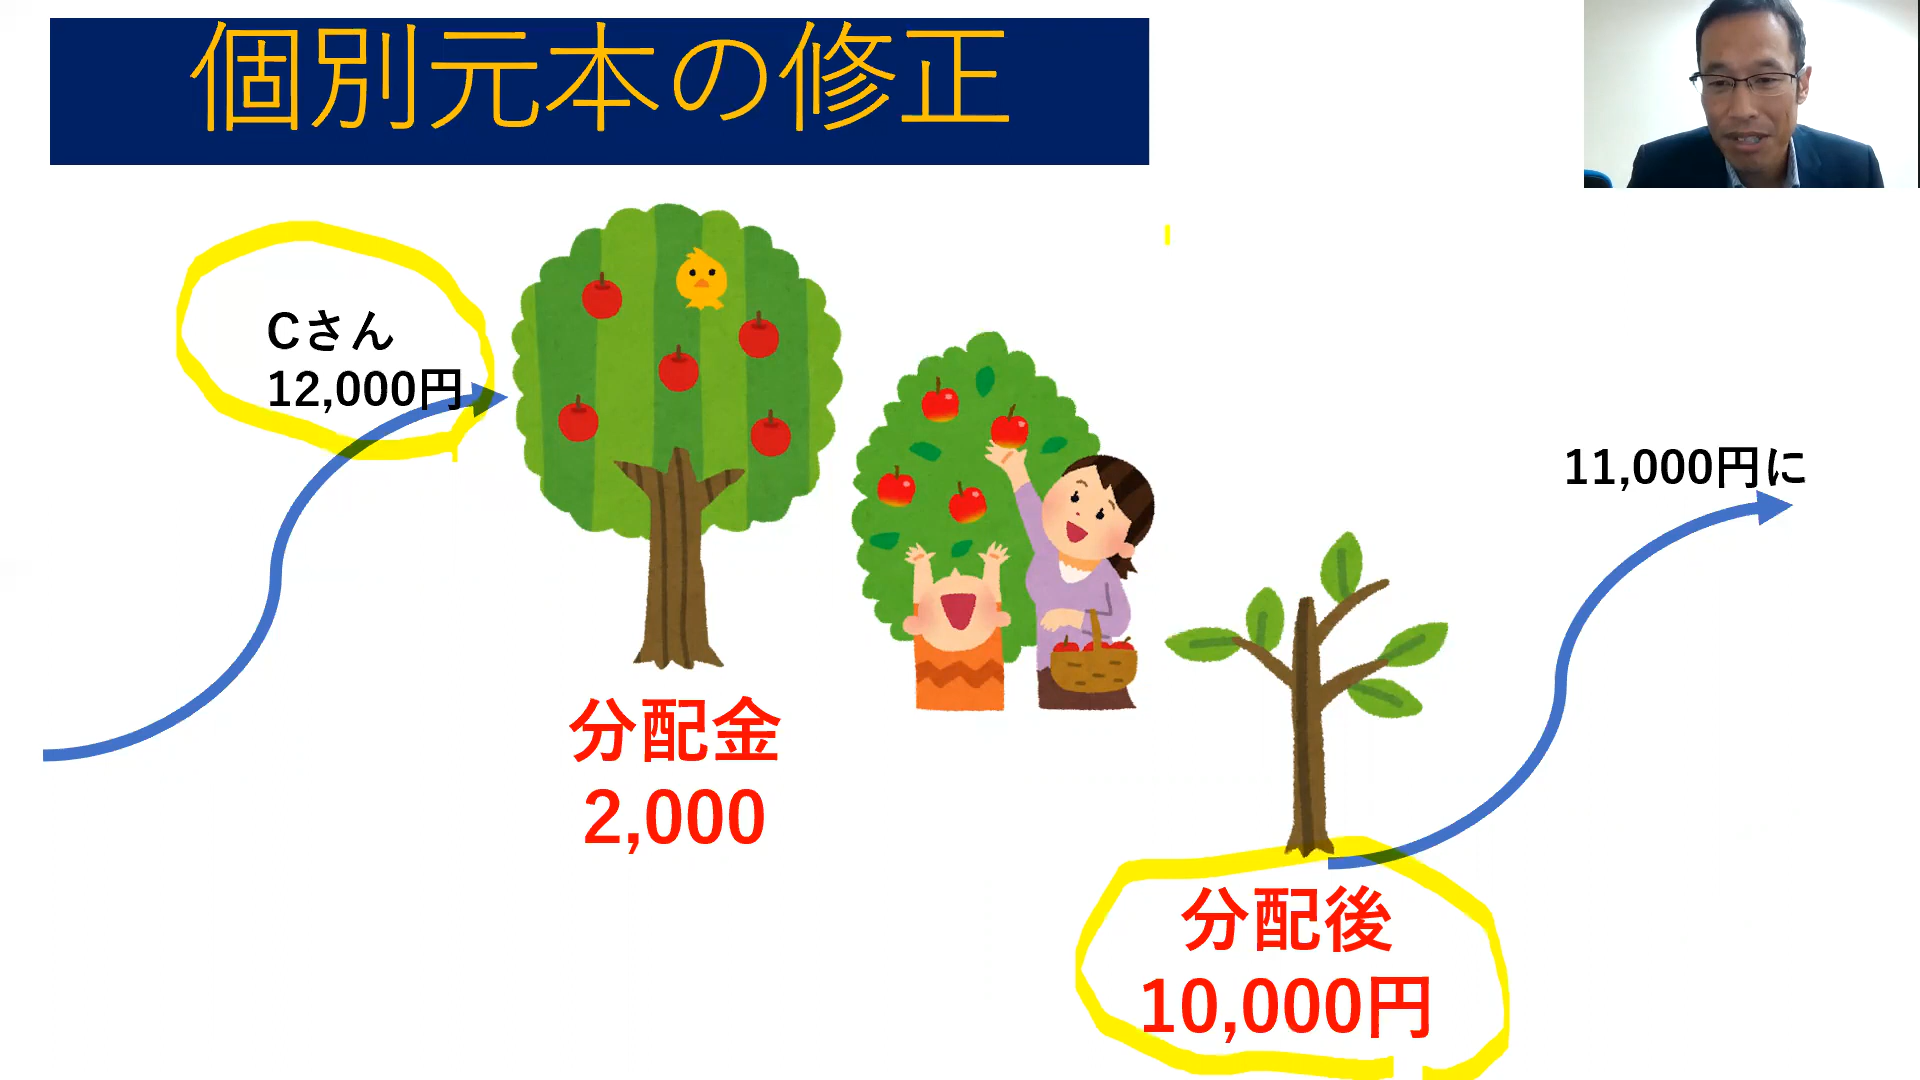 個別元本の修正
Cさん
12,000円
分配金
2,000
11,000円に
分配後
10,000円